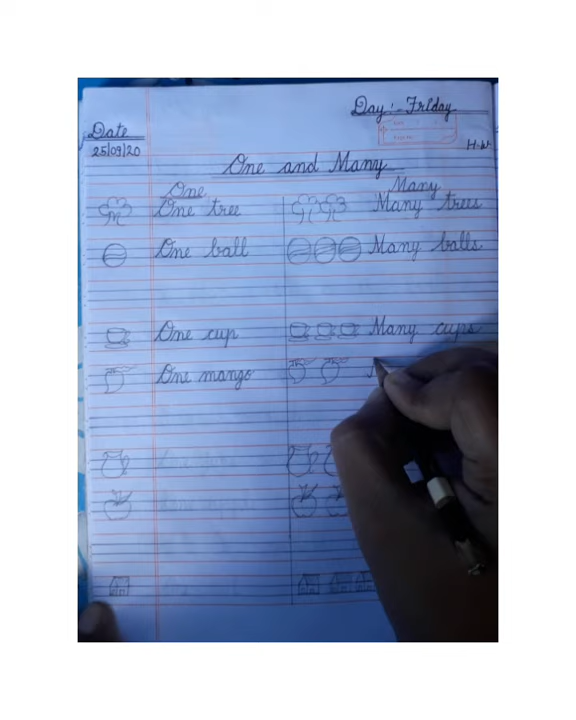 Day :- Friday
Date
25/09/20
H.W
One and Many
One Many
One tree Many trees
One ball Many balls
One cup Many cups
One mango